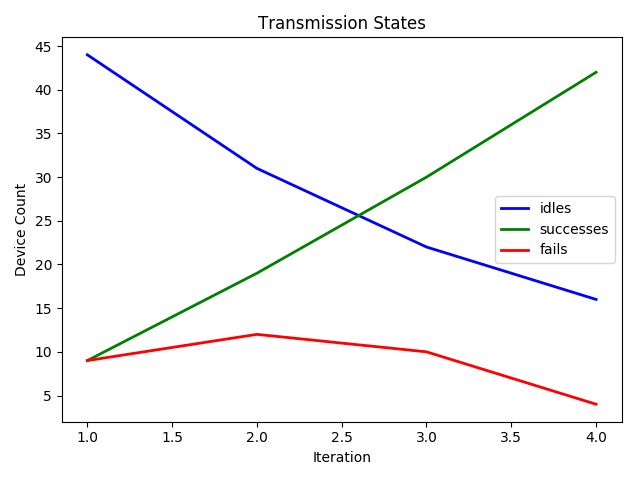 Transmission States
45
40
35
30
25
20
15
10
5
Device Count
idles
successes
fails
1.0 1.5 2.0 2.5 3.0 3.5 4.0
Iteration